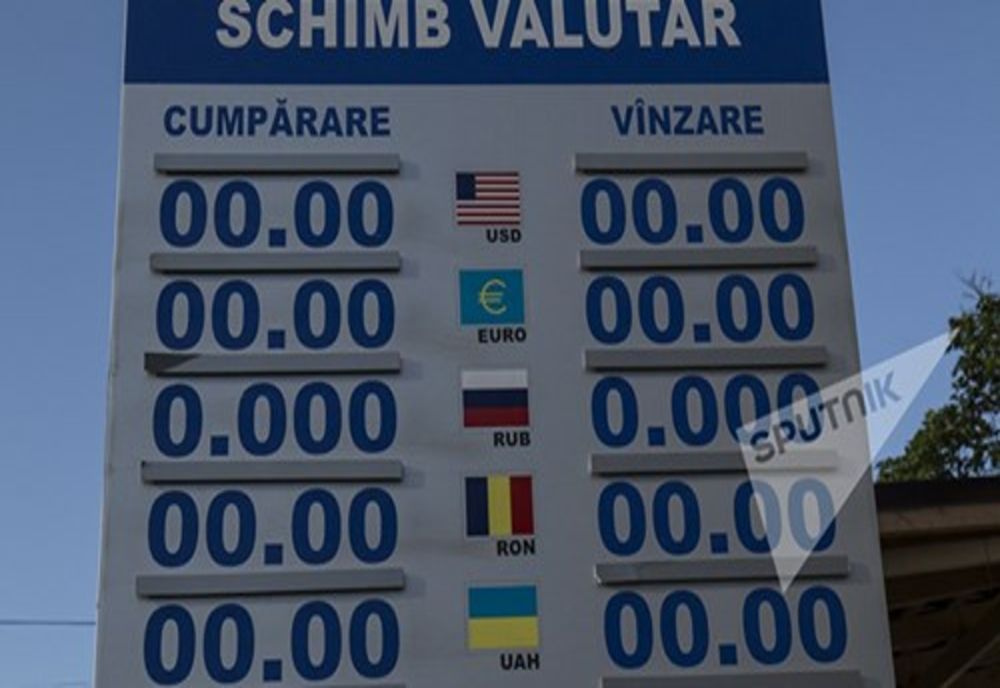 SCHIMB VALUTAR
CUMPĂRARE VÎNZARE
00.00 USD 00.00
00.00 EURO 00.00
0.000 RUB 0.000
00.00 RON 00.00
00.00 UAH 00.00
SPUTNIK